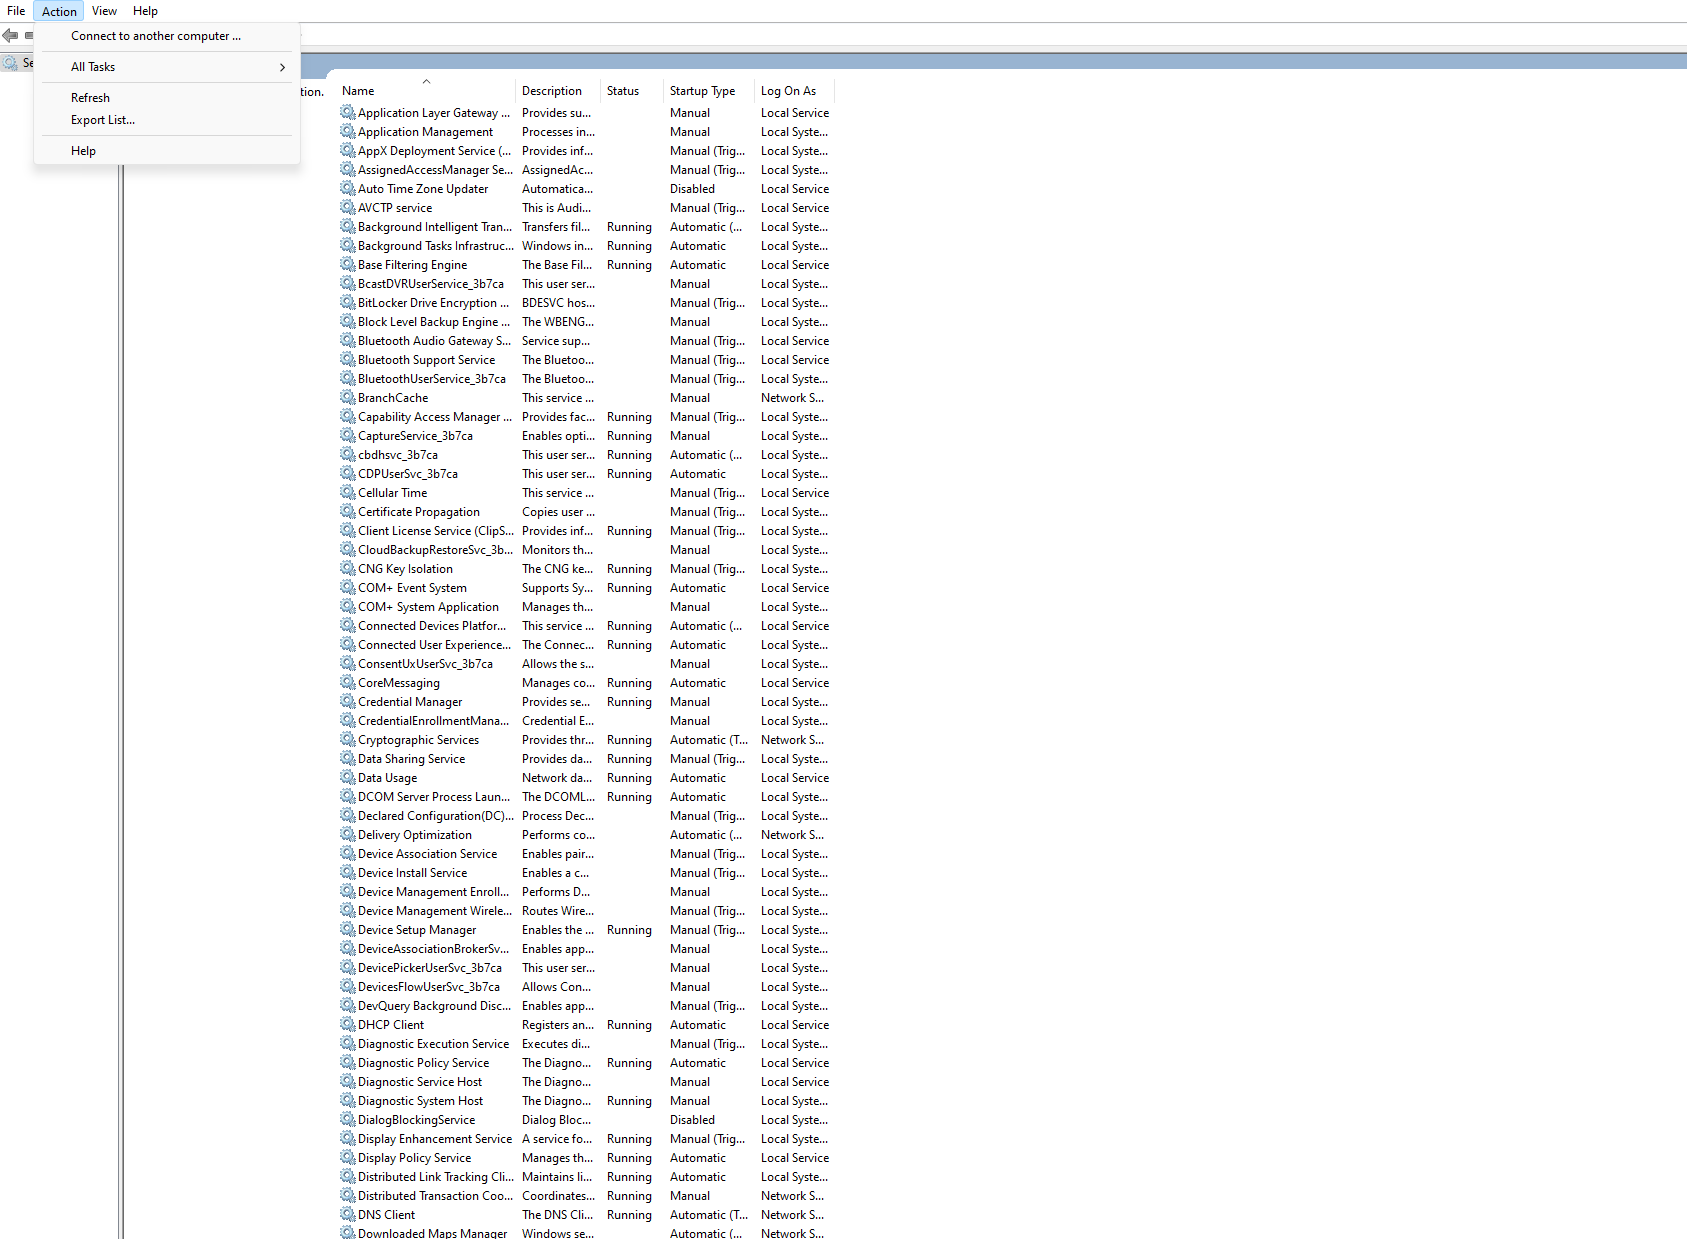 File Action View Help
Connect to another computer ...
All Tasks
Refresh
Export List...
Help
Se
tion.
Name Description Status Startup Type Log On As
Application Layer Gateway ... Provides su... Manual Local Service
Application Management Processes in... Manual Local Syste...
AppX Deployment Service (... Provides inf... Manual (Trig... Local Syste...
AssignedAccessManager Se... AssignedAc... Manual (Trig... Local Syste...
Auto Time Zone Updater Automatica... Disabled Local Service
AVCTP service This is Audi... Manual (Trig... Local Service
Background Intelligent Tran... Transfers fil... Running Automatic (... Local Syste...
Background Tasks Infrastruc... Windows in... Running Automatic Local Syste...
Base Filtering Engine The Base Fil... Running Automatic Local Service
BcastDVRUserService_3b7ca This user ser... Manual Local Syste...
BitLocker Drive Encryption ... BDESVC hos... Manual (Trig... Local Syste...
Block Level Backup Engine ... The WBENG... Manual Local Syste...
Bluetooth Audio Gateway S... Service sup... Manual (Trig... Local Service
Bluetooth Support Service The Bluetoo... Manual (Trig... Local Service
BluetoothUserService_3b7ca The Bluetoo... Manual (Trig... Local Syste...
BranchCache This service ... Manual Network S...
Capability Access Manager ... Provides fac... Running Manual (Trig... Local Syste...
CaptureService_3b7ca Enables opti... Running Manual Local Syste...
cbdhsvc_3b7ca This user ser... Running Automatic (... Local Syste...
CDPUserSvc_3b7ca This user ser... Running Automatic Local Syste...
Cellular Time This service ... Manual (Trig... Local Service
Certificate Propagation Copies user ... Manual (Trig... Local Syste...
Client License Service (ClipS... Provides inf... Running Manual (Trig... Local Syste...
CloudBackupRestoreSvc_3b... Monitors th... Manual Local Syste...
CNG Key Isolation The CNG ke... Running Manual (Trig... Local Syste...
COM+ Event System Supports Sy... Running Automatic Local Service
COM+ System Application Manages th... Manual Local Syste...
Connected Devices Platfor... This service ... Running Automatic (... Local Service
Connected User Experience... The Connec... Running Automatic Local Syste...
ConsentUxUserSvc_3b7ca Allows the s... Manual Local Syste...
CoreMessaging Manages co... Running Automatic Local Service
Credential Manager Provides se... Running Manual Local Syste...
CredentialEnrollmentMana... Credential E... Manual Local Syste...
Cryptographic Services Provides thr... Running Automatic (T... Network S...
Data Sharing Service Provides da... Running Manual (Trig... Local Syste...
Data Usage Network da... Running Automatic Local Service
DCOM Server Process Laun... The DCOML... Running Automatic Local Syste...
Declared Configuration(DC)... Process Dec... Manual (Trig... Local Syste...
Delivery Optimization Performs co... Automatic (... Network S...
Device Association Service Enables pair... Manual (Trig... Local Syste...
Device Install Service Enables a c... Manual (Trig... Local Syste...
Device Management Enroll... Performs D... Manual Local Syste...
Device Management Wirele... Routes Wire... Manual (Trig... Local Syste...
Device Setup Manager Enables the ... Running Manual (Trig... Local Syste...
DeviceAssociationBrokerSv... Enables app... Manual Local Syste...
DevicePickerUserSvc_3b7ca This user ser... Manual Local Syste...
DevicesFlowUserSvc_3b7ca Allows Con... Manual Local Syste...
DevQuery Background Disc... Enables app... Manual (Trig... Local Syste...
DHCP Client Registers an... Running Automatic Local Service
Diagnostic Execution Service Executes di... Manual (Trig... Local Syste...
Diagnostic Policy Service The Diagno... Running Automatic Local Service
Diagnostic Service Host The Diagno... Manual Local Service
Diagnostic System Host The Diagno... Running Manual Local Syste...
DialogBlockingService Dialog Bloc... Disabled Local Syste...
Display Enhancement Service A service fo... Running Manual (Trig... Local Syste...
Display Policy Service Manages th... Running Automatic Local Service
Distributed Link Tracking Cli... Maintains li... Running Automatic Local Syste...
Distributed Transaction Coo... Coordinates... Running Manual Network S...
DNS Client The DNS Cli... Running Automatic (T... Network S...
Downloaded Maps Manager Windows se... Automatic (... Network S...